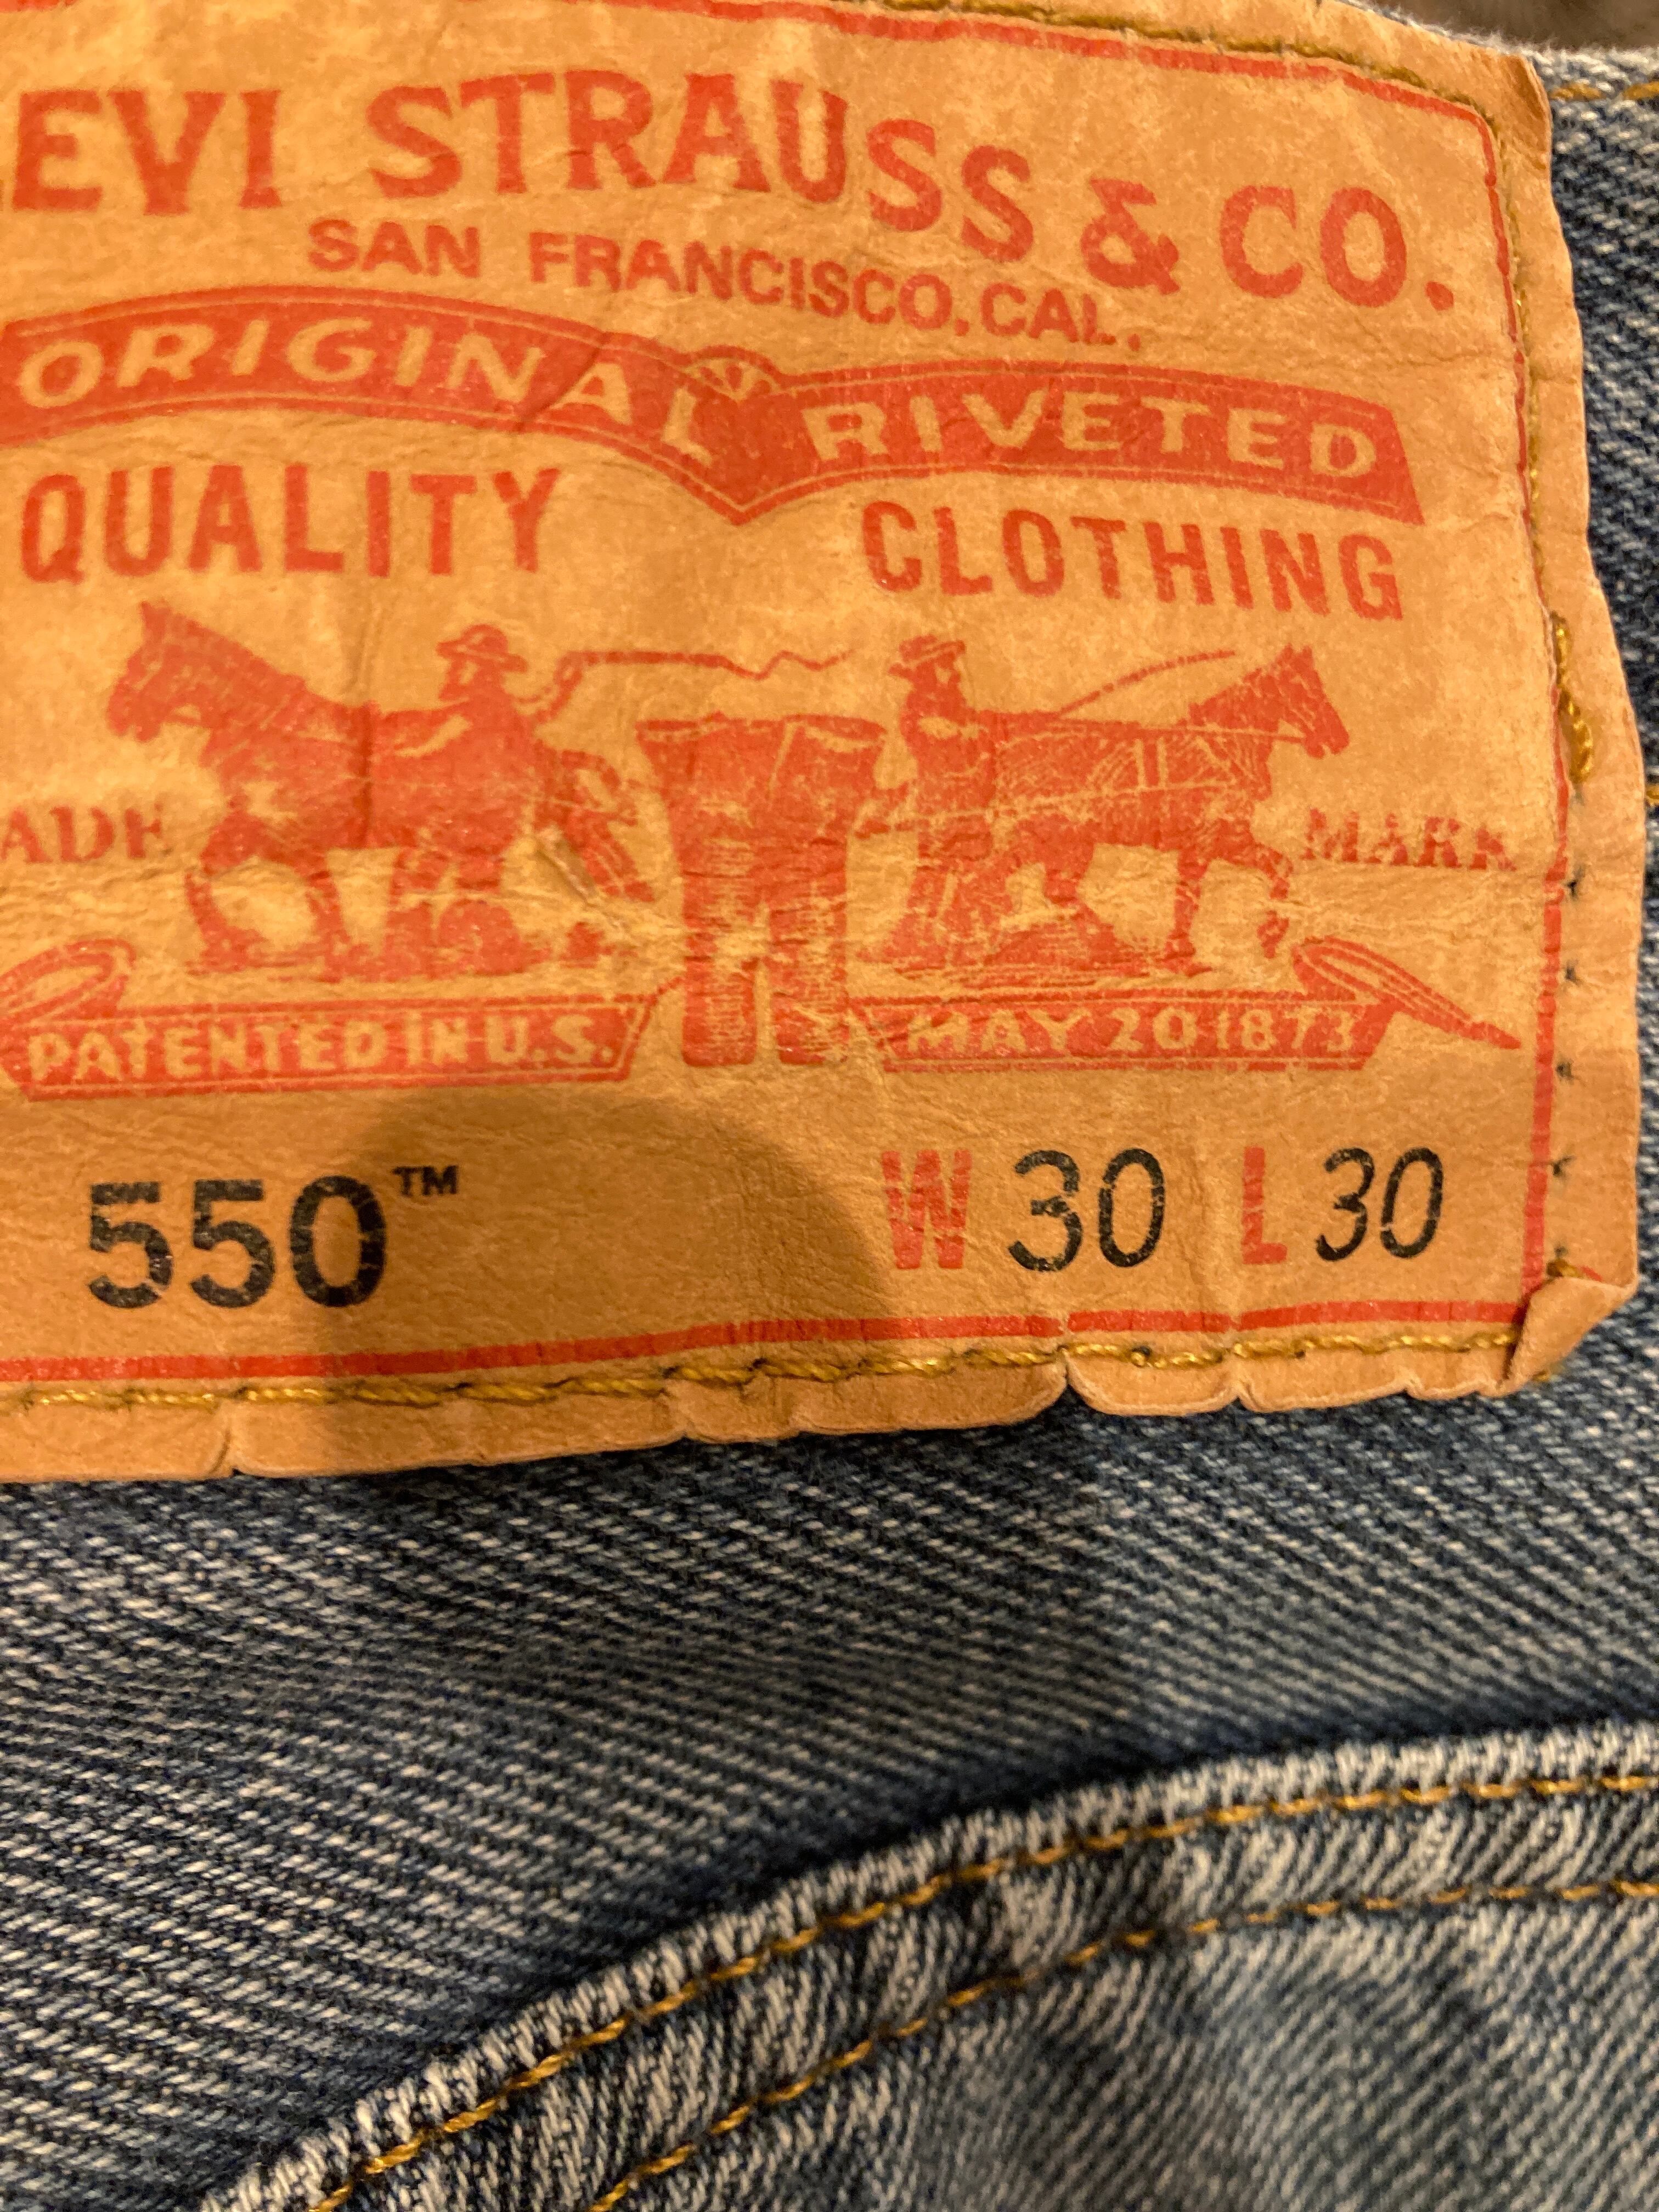 EVI STRAUSS & CO.
SAN FRANCISCO, CAL.
ORIGINAL RIVETED
QUALITY CLOTHING
ADE MARK
PATENTED IN U.S. MAY 20 1873
550™ W 30 L 30